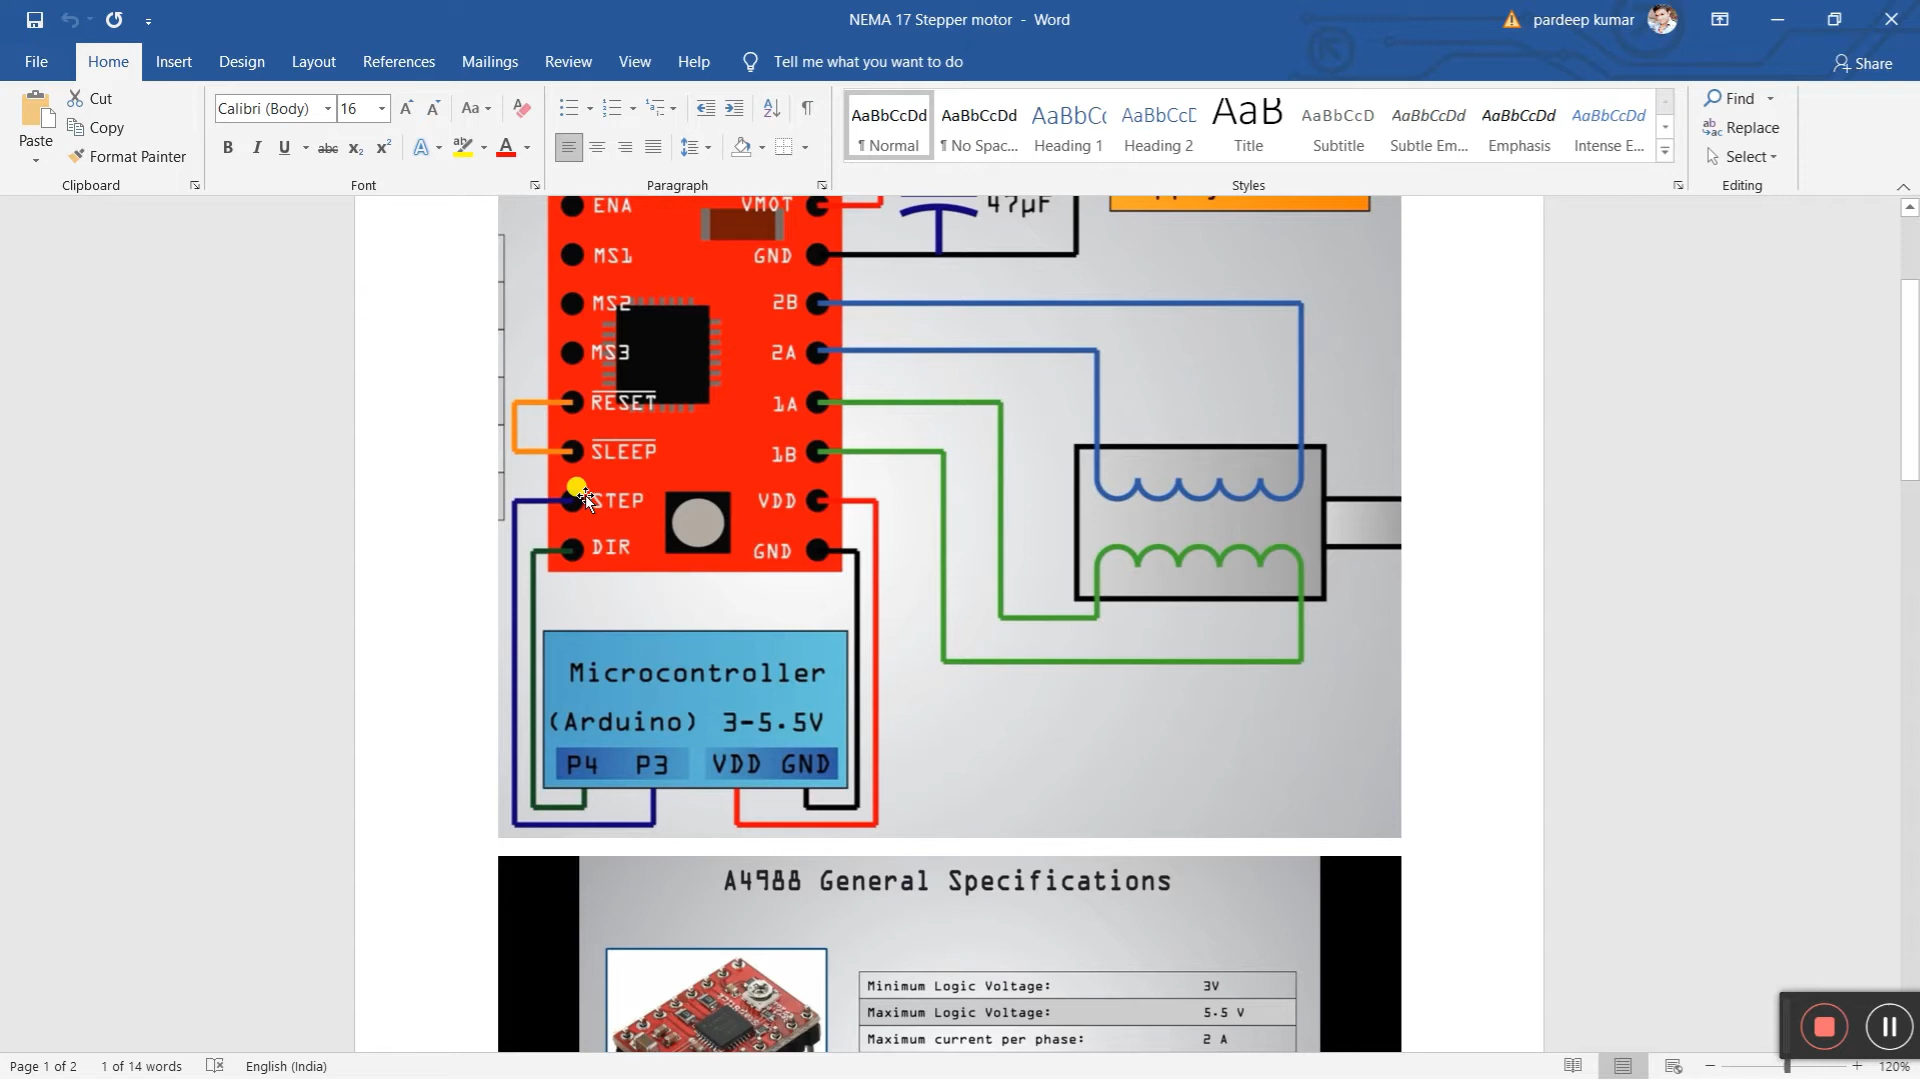 NEMA 17 Stepper motor - Word
pardeep kumar
File Home Insert Design Layout References Mailings Review View Help Tell me what you want to do
Share
Paste
Cut
Copy
Format Painter
Clipboard
Calibri (Body) 16
Aa
B I U abc x₂ x²
A
A
Font
Paragraph
AaBbCcDd
¶ Normal
AaBbCcDd
¶ No Spac...
AaBbCc
Heading 1
AaBbCcE
Heading 2
AaB
Title
AaBbCcD
Subtitle
AaBbCcDd
Subtle Em...
AaBbCcDd
Emphasis
AaBbCcDd
Intense E...
Styles
Find
Replace
Select
Editing
ENA VMOT 47µF
MS1 GND
MS2 2B
MS3 2A
RESET 1A
SLEEP 1B
STEP VDD
DIR GND
Microcontroller
(Arduino) 3-5.5V
P4 P3 VDD GND
A4988 General Specifications
Minimum Logic Voltage: 3V
Maximum Logic Voltage: 5.5 V
Maximum current per phase: 2 A
Page 1 of 2 1 of 14 words English (India) 120%